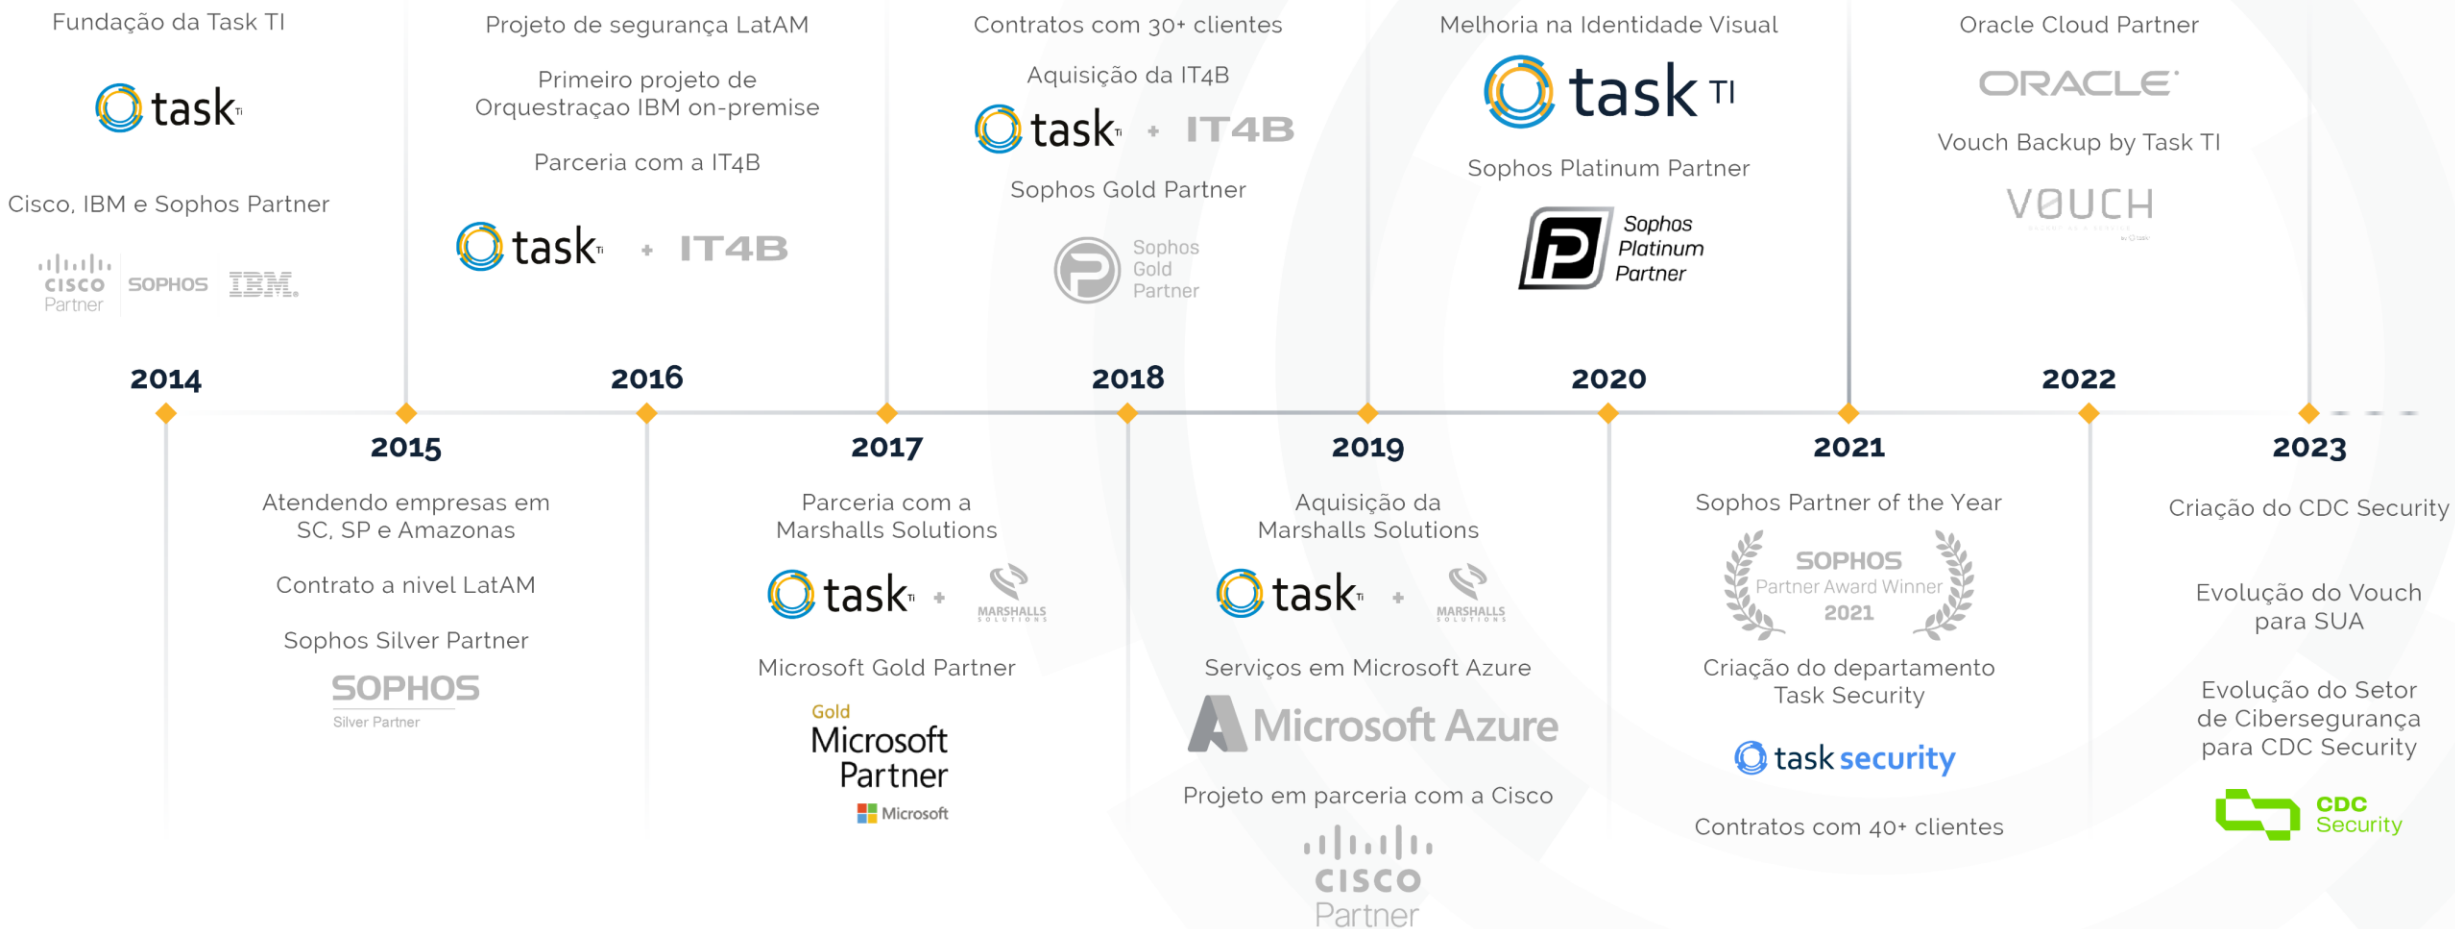 Fundação da Task TI
task TI
Cisco, IBM e Sophos Partner
CISCO
Partner
SOPHOS
IBM
2014
2015
Atendendo empresas em
SC, SP e Amazonas
Contrato a nivel LatAM
Sophos Silver Partner
SOPHOS
Silver Partner
Projeto de segurança LatAM
Primeiro projeto de
Orquestraçao IBM on-premise
Parceria com a IT4B
task Ti + IT4B
2016
2017
Parceria com a
Marshalls Solutions
task Ti + MARSHALLS
SOLUTIONS
Microsoft Gold Partner
Gold
Microsoft
Partner
Microsoft
Contratos com 30+ clientes
Aquisição da IT4B
task TI + IT4B
Sophos Gold Partner
Sophos
Gold
Partner
2018
2019
Aquisição da
Marshalls Solutions
task Ti + MARSHALLS
SOLUTIONS
Serviços em Microsoft Azure
Microsoft Azure
Projeto em parceria com a Cisco
CISCO
Partner
Melhoria na Identidade Visual
task TI
Sophos Platinum Partner
Sophos
Platinum
Partner
2020
2021
Sophos Partner of the Year
SOPHOS
Partner Award Winner
2021
Criação do departamento
Task Security
task security
Contratos com 40+ clientes
Oracle Cloud Partner
ORACLE
Vouch Backup by Task TI
VOUCH
2022
2023
Criação do CDC Security
Evolução do Vouch
para SUA
Evolução do Setor
de Cibersegurança
para CDC Security
CDC
Security